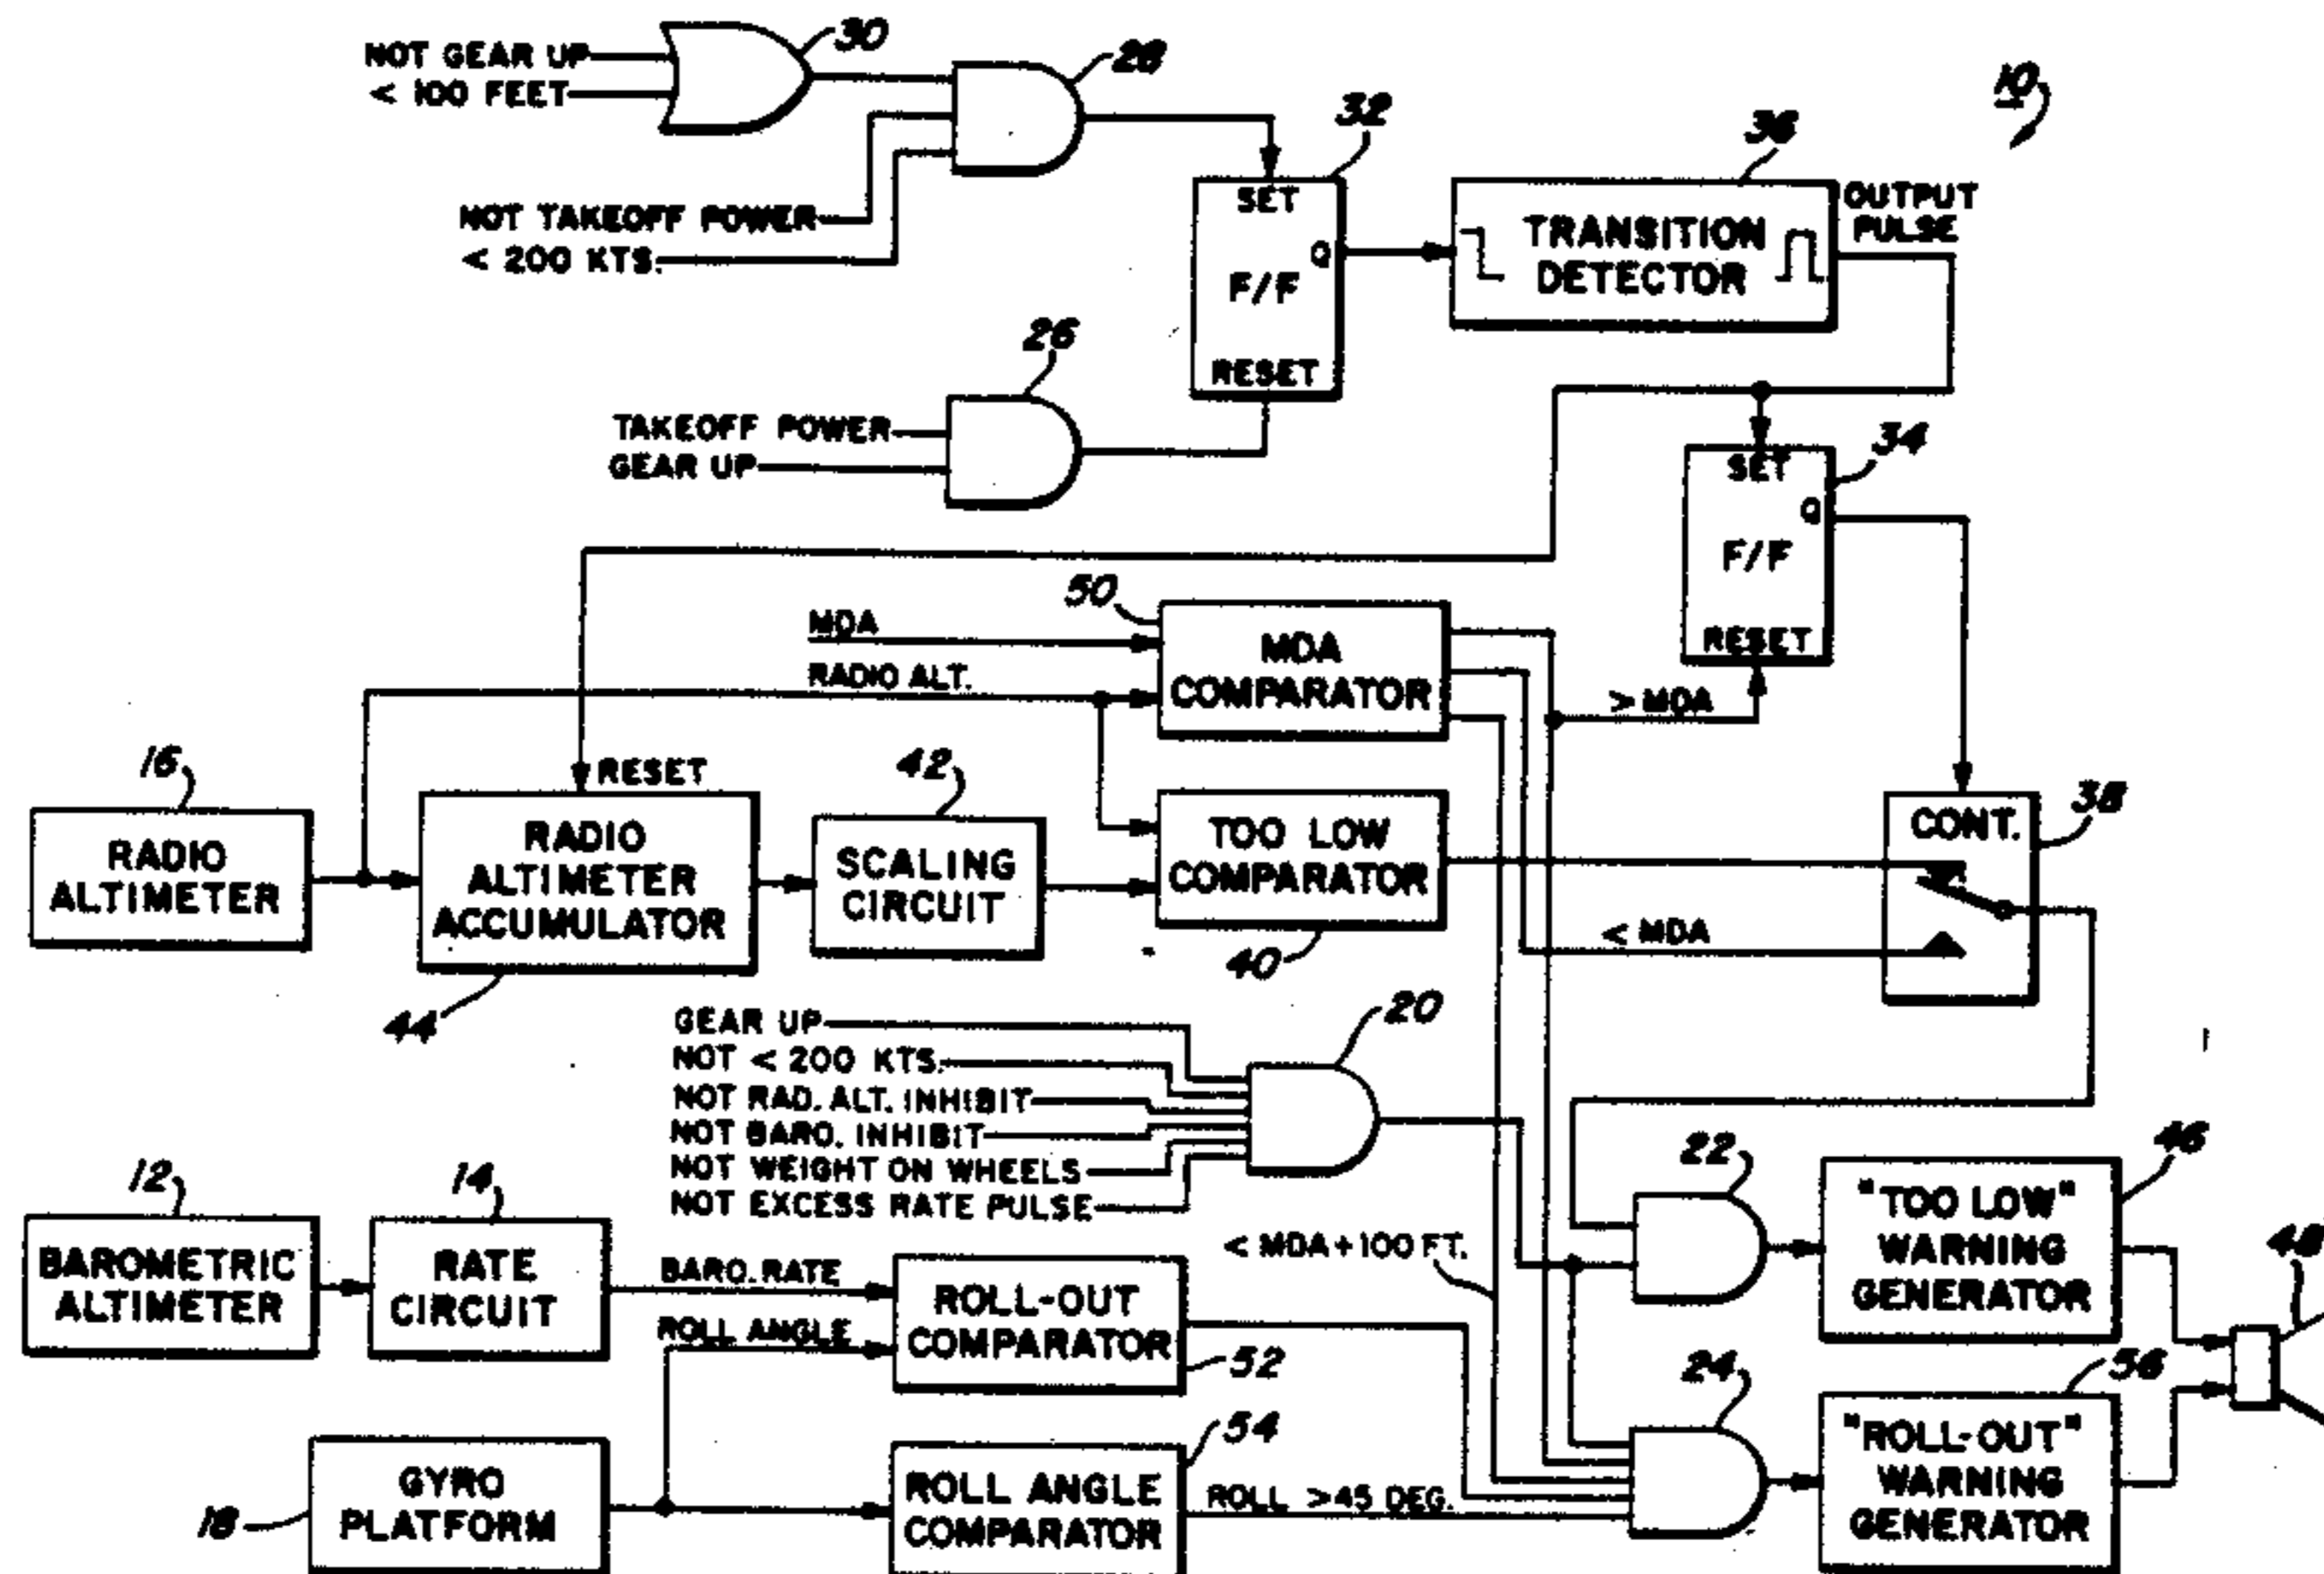 10
30
NOT GEAR UP
< 100 FEET
28
NOT TAKEOFF POWER
< 200 KTS.
32
SET
Q
F/F
RESET
36
TRANSITION
DETECTOR
OUTPUT
PULSE
26
TAKEOFF POWER
GEAR UP
34
SET
Q
F/F
RESET
50
MDA
RADIO ALT.
MDA
COMPARATOR
> MDA
16
RADIO
ALTIMETER
RESET
RADIO
ALTIMETER
ACCUMULATOR
44
42
SCALING
CIRCUIT
TOO LOW
COMPARATOR
40
< MDA
CONT.
38
GEAR UP
NOT < 200 KTS.
NOT RAD. ALT. INHIBIT
NOT BARO. INHIBIT
NOT WEIGHT ON WHEELS
NOT EXCESS RATE PULSE
20
12
BAROMETRIC
ALTIMETER
14
RATE
CIRCUIT
BARO. RATE
ROLL ANGLE
ROLL-OUT
COMPARATOR
52
< MDA+100 FT.
22
"TOO LOW"
WARNING
GENERATOR
46
48
18
GYRO
PLATFORM
54
ROLL ANGLE
COMPARATOR
ROLL >45 DEG.
24
"ROLL-OUT"
WARNING
GENERATOR
56